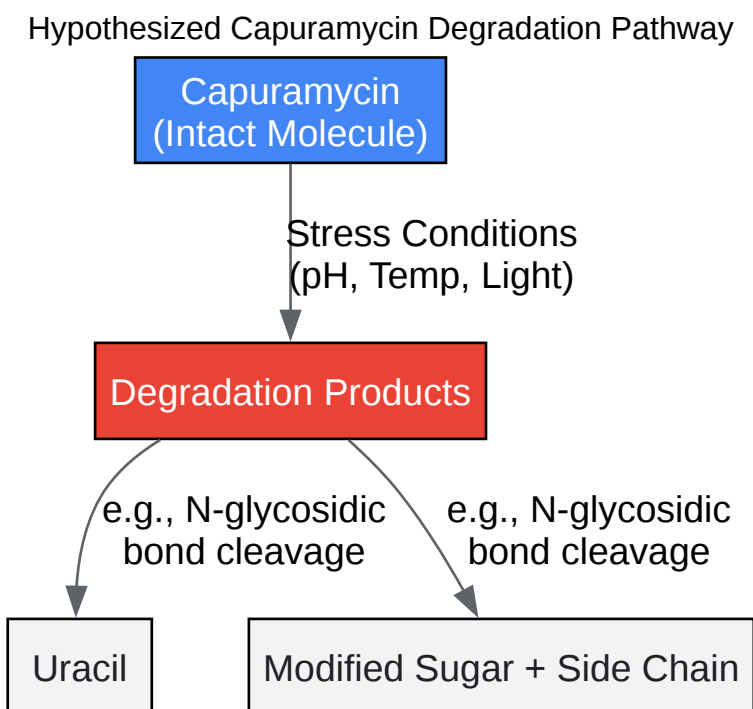 Hypothesized Capuramycin Degradation Pathway
Capuramycin
(Intact Molecule)
Stress Conditions
(pH, Temp, Light)
Degradation Products
e.g., N-glycosidic
bond cleavage
e.g., N-glycosidic
bond cleavage
Uracil
Modified Sugar + Side Chain